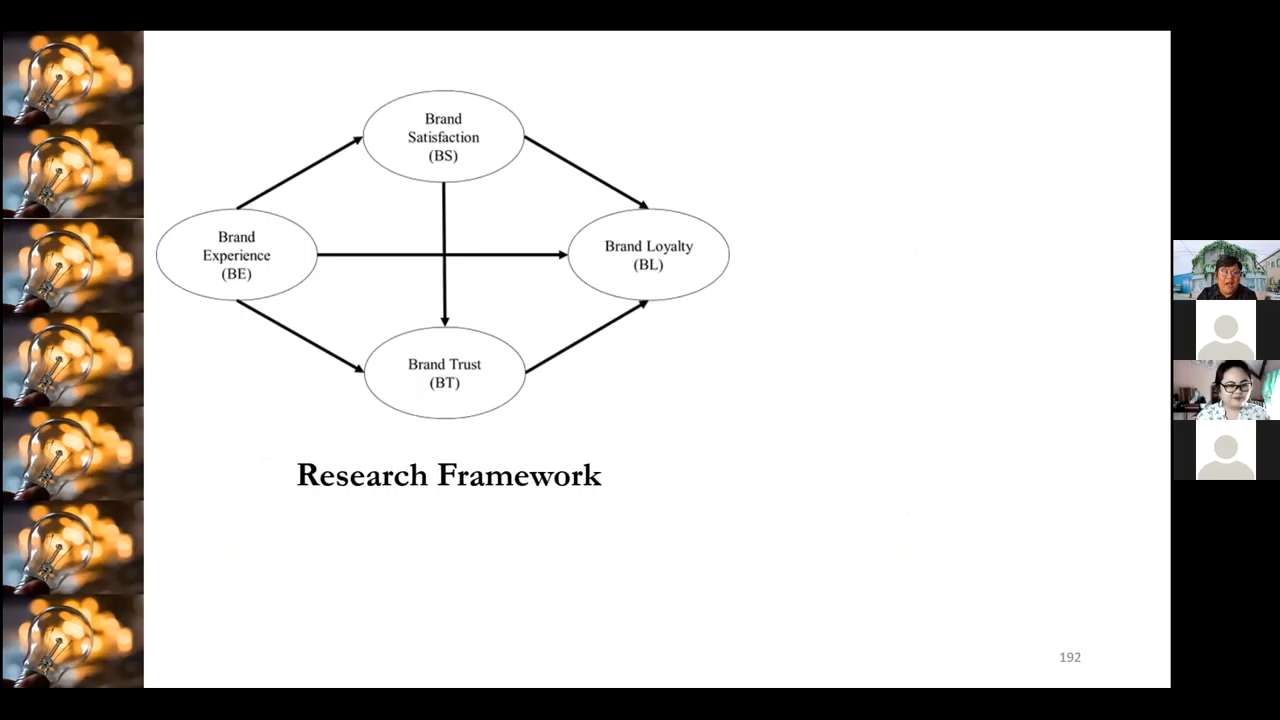 Brand
Satisfaction
(BS)
Brand
Experience
(BE)
Brand Loyalty
(BL)
Brand Trust
(BT)
Research Framework
192